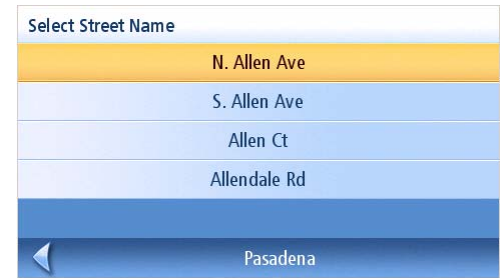 Select Street Name
N. Allen Ave
S. Allen Ave
Allen Ct
Allendale Rd
Pasadena